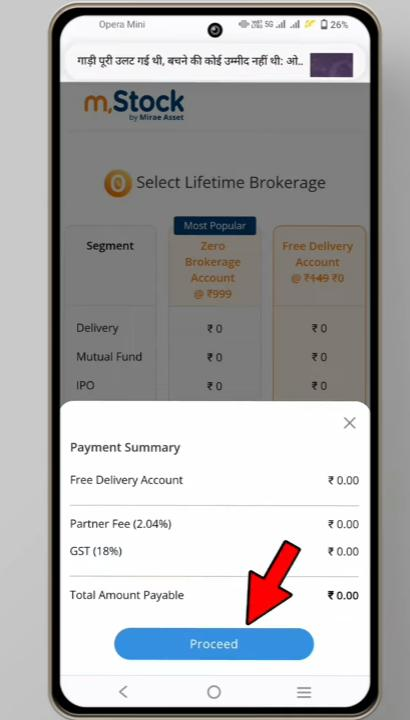 Opera Mini
5G
26%
गाड़ी पूरी उलट गई थी, बचने की कोई उम्मीद नहीं थी: ओ..
m.Stock
by Mirae Asset
Select Lifetime Brokerage
Most Popular
Segment
Zero
Brokerage
Account
@ ₹999
Free Delivery
Account
@ ₹149 ₹0
Delivery ₹ 0 ₹ 0
Mutual Fund ₹ 0 ₹ 0
IPO ₹ 0 ₹ 0
Payment Summary
Free Delivery Account ₹ 0.00
Partner Fee (2.04%) ₹ 0.00
GST (18%) ₹ 0.00
Total Amount Payable ₹ 0.00
Proceed